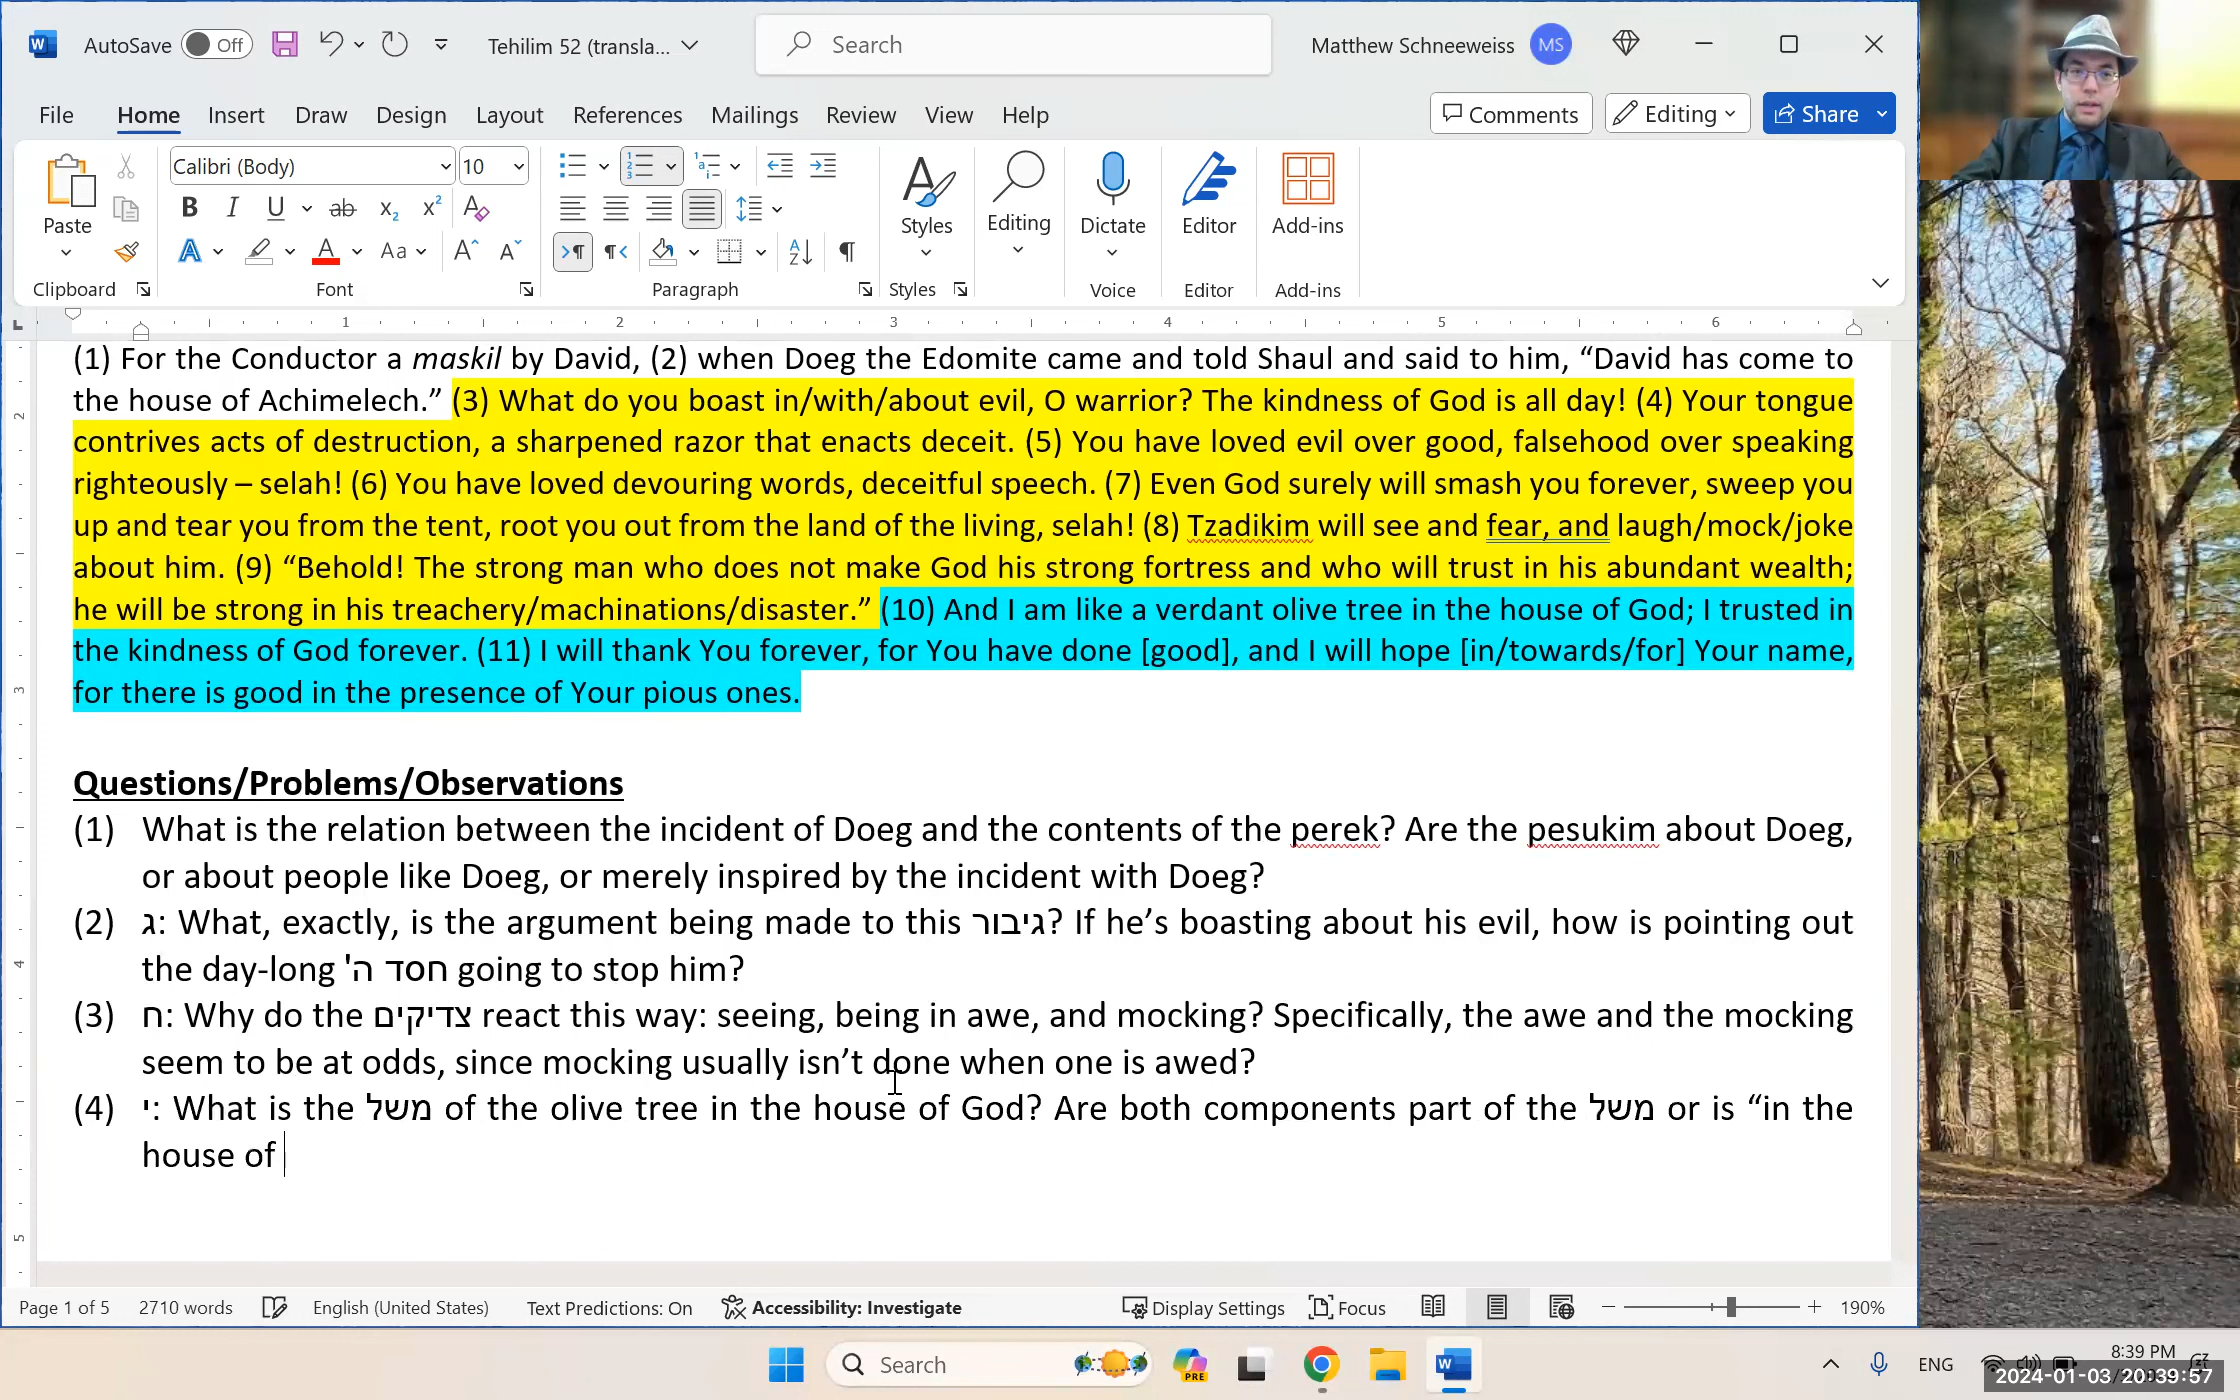 AutoSave Off Tehilim 52 (transla... Search Matthew Schneeweiss MS
File Home Insert Draw Design Layout References Mailings Review View Help Comments Editing Share
Calibri (Body) 10
Paste Styles Editing Dictate Editor Add-ins
Clipboard Font Paragraph Styles Voice Editor Add-ins
1 2 3 4 5 6
(1) For the Conductor a maskil by David, (2) when Doeg the Edomite came and told Shaul and said to him, “David has come to
the house of Achimelech.” (3) What do you boast in/with/about evil, O warrior? The kindness of God is all day! (4) Your tongue
contrives acts of destruction, a sharpened razor that enacts deceit. (5) You have loved evil over good, falsehood over speaking
righteously – selah! (6) You have loved devouring words, deceitful speech. (7) Even God surely will smash you forever, sweep you
up and tear you from the tent, root you out from the land of the living, selah! (8) Tzadikim will see and fear, and laugh/mock/joke
about him. (9) “Behold! The strong man who does not make God his strong fortress and who will trust in his abundant wealth;
he will be strong in his treachery/machinations/disaster.” (10) And I am like a verdant olive tree in the house of God; I trusted in
the kindness of God forever. (11) I will thank You forever, for You have done [good], and I will hope [in/towards/for] Your name,
for there is good in the presence of Your pious ones.
Questions/Problems/Observations
(1) What is the relation between the incident of Doeg and the contents of the perek? Are the pesukim about Doeg,
or about people like Doeg, or merely inspired by the incident with Doeg?
(2) ג: What, exactly, is the argument being made to this גיבור? If he’s boasting about his evil, how is pointing out
the day-long חסד ה' going to stop him?
(3) ח: Why do the צדיקים react this way: seeing, being in awe, and mocking? Specifically, the awe and the mocking
seem to be at odds, since mocking usually isn’t done when one is awed?
(4) י: What is the משל of the olive tree in the house of God? Are both components part of the משל or is “in the
house of
Page 1 of 5 2710 words English (United States) Text Predictions: On Accessibility: Investigate Display Settings Focus 190%
Search PRE ENG 8:39 PM
2024-01-03 20:39:57